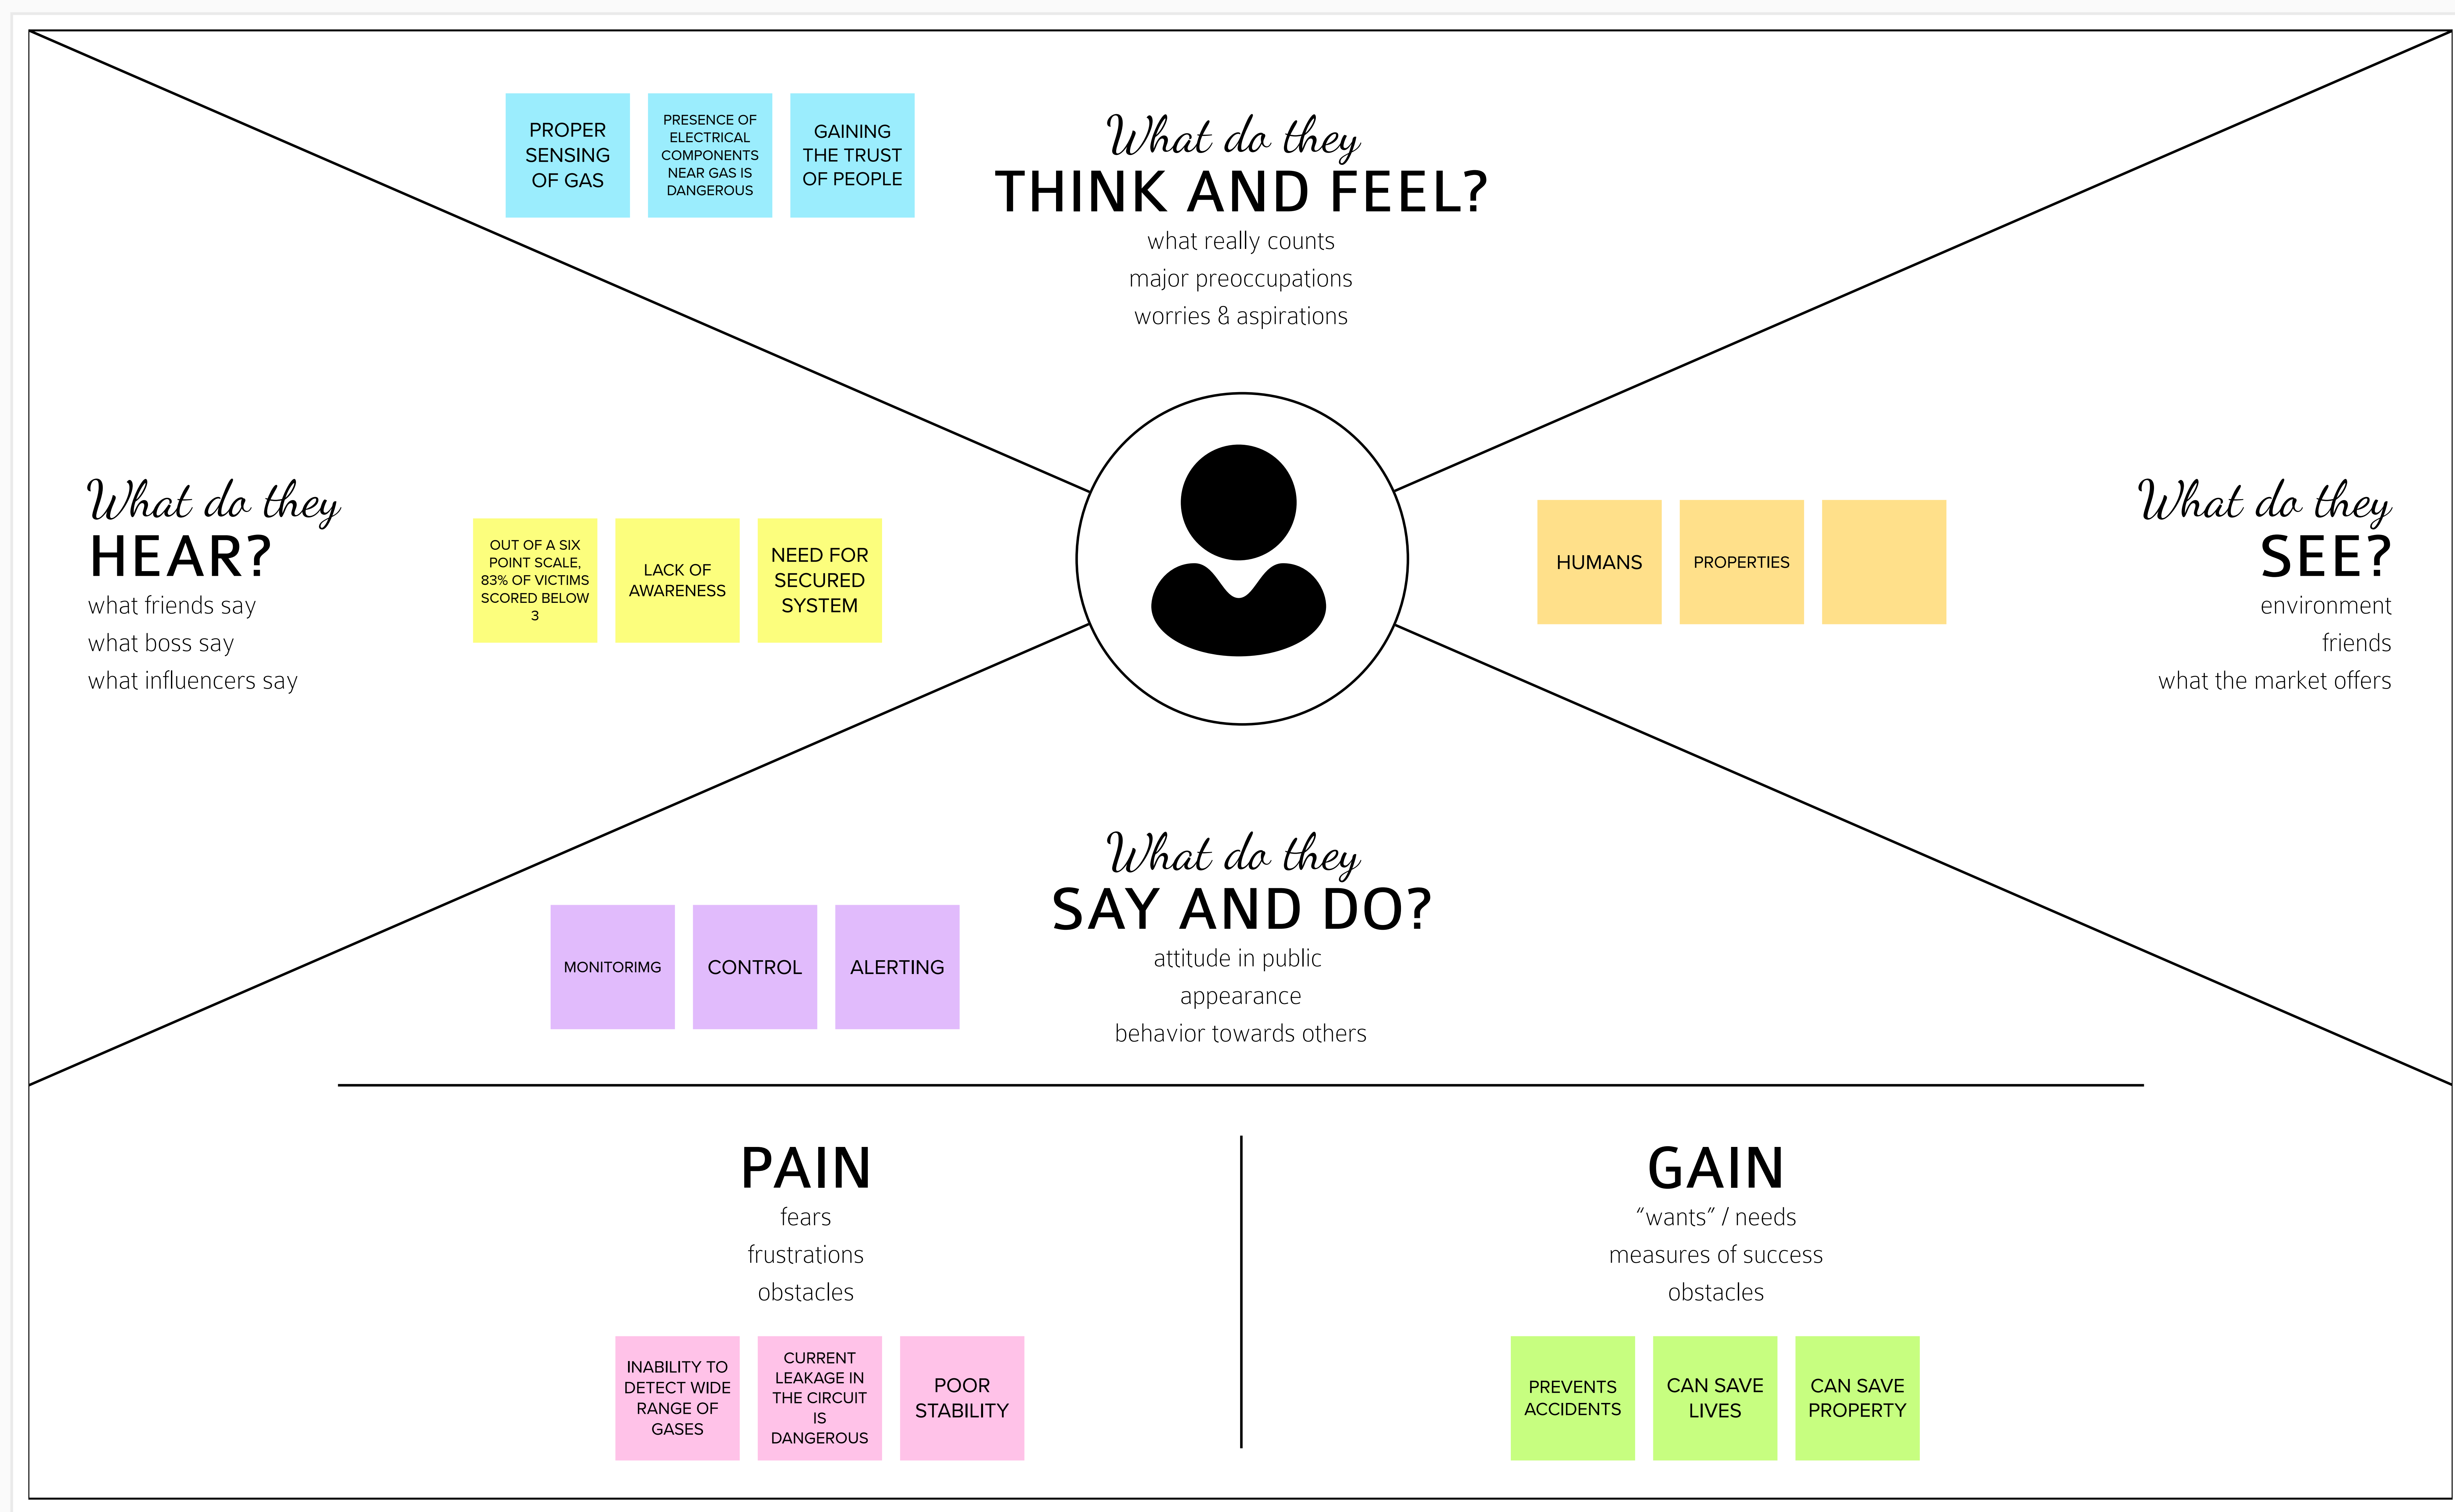 PROPER
SENSING
OF GAS
PRESENCE OF
ELECTRICAL
COMPONENTS
NEAR GAS IS
DANGEROUS
GAINING
THE TRUST
OF PEOPLE
What do they
THINK AND FEEL?
what really counts
major preoccupations
worries & aspirations
What do they
HEAR?
what friends say
what boss say
what influencers say
OUT OF A SIX
POINT SCALE,
83% OF VICTIMS
SCORED BELOW
3
LACK OF
AWARENESS
NEED FOR
SECURED
SYSTEM
HUMANS
PROPERTIES
What do they
SEE?
environment
friends
what the market offers
MONITORIMG
CONTROL
ALERTING
What do they
SAY AND DO?
attitude in public
appearance
behavior towards others
PAIN
fears
frustrations
obstacles
INABILITY TO
DETECT WIDE
RANGE OF
GASES
CURRENT
LEAKAGE IN
THE CIRCUIT
IS
DANGEROUS
POOR
STABILITY
GAIN
“wants” / needs
measures of success
obstacles
PREVENTS
ACCIDENTS
CAN SAVE
LIVES
CAN SAVE
PROPERTY